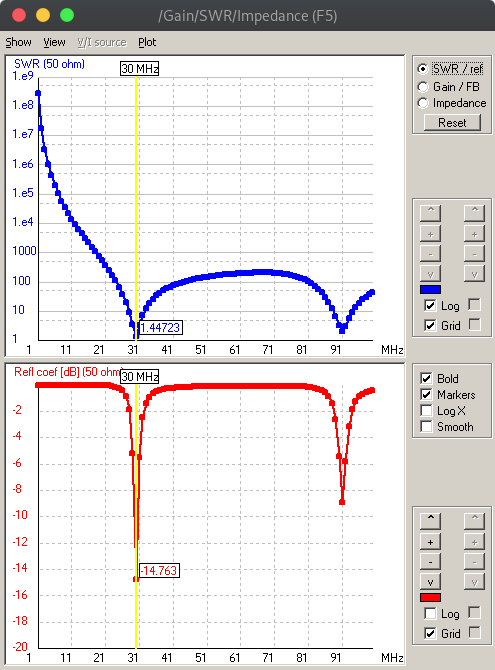 /Gain/SWR/Impedance (F5)
Show View V/I source Plot
SWR (50 ohm)
30 MHz
1.e9
1.e8
1.e7
1.e6
1.e5
1.e4
1000
100
10
1
1.44723
1 11 21 31 41 51 61 71 81 91 MHz
Refl coef [dB] (50 ohm)
30 MHz
-2
-4
-6
-8
-10
-12
-14
-16
-18
-20
-14.763
1 11 21 31 41 51 61 71 81 91 MHz
SWR / ref
Gain / FB
Impedance
Reset
^ ^
+ +
- -
v v
Log
Grid
Bold
Markers
Log X
Smooth
^ ^
+ +
- -
v v
Log
Grid